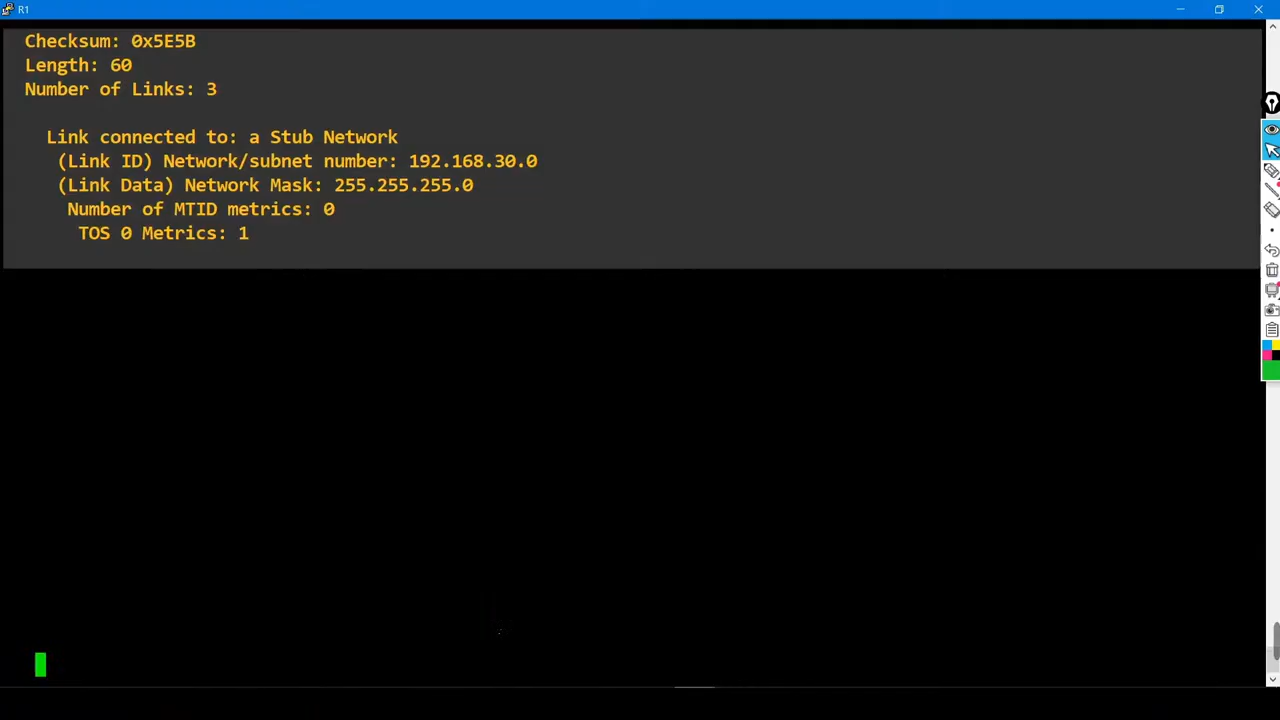 R1
Checksum: 0x5E5B
Length: 60
Number of Links: 3
Link connected to: a Stub Network
(Link ID) Network/subnet number: 192.168.30.0
(Link Data) Network Mask: 255.255.255.0
Number of MTID metrics: 0
TOS 0 Metrics: 1